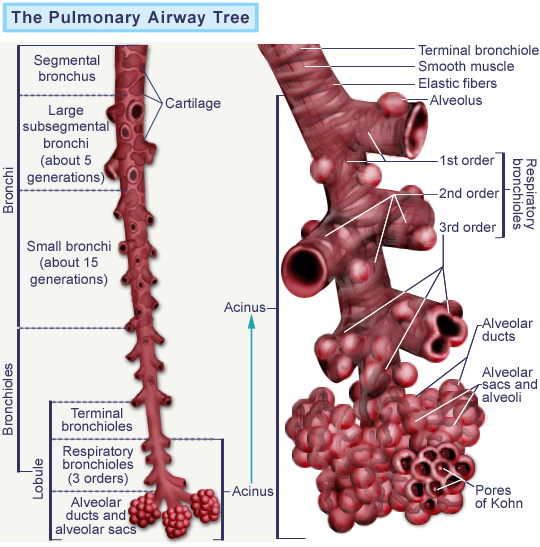 The Pulmonary Airway Tree
Segmental
bronchus
Cartilage
Large
subsegmental
bronchi
(about 5
generations)
Bronchi
Small bronchi
(about 15
generations)
Bronchioles
Terminal
bronchioles
Lobule
Respiratory
bronchioles
(3 orders)
Alveolar
ducts and
alveolar sacs
Acinus
Acinus
Terminal bronchiole
Smooth muscle
Elastic fibers
Alveolus
1st order
2nd order
3rd order
Respiratory
bronchioles
Alveolar
ducts
Alveolar
sacs and
alveoli
Pores
of Kohn